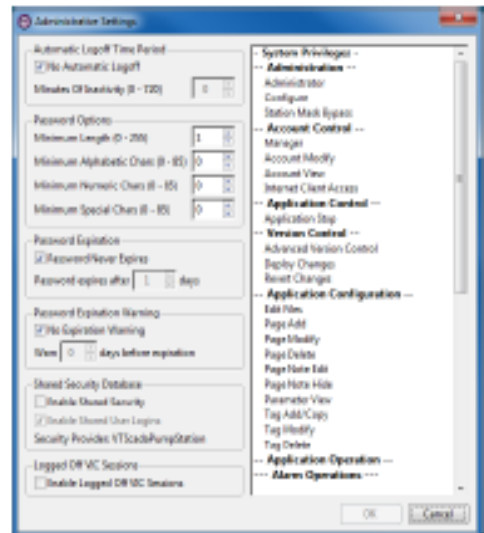 Administrative Settings
Automatic Logoff Time Period
No Automatic Logoff
Minutes Of Inactivity (0 - 720)
0
Password Options
Minimum Length (0 - 255)
1
Minimum Alphabetic Chars (0 - 85)
0
Minimum Numeric Chars (0 - 85)
0
Minimum Special Chars (0 - 85)
0
Password Expiration
Password Never Expires
Password expires after 1 days
Password Expiration Warning
No Expiration Warning
Warn 0 days before expiration
Shared Security Database
Enable Shared Security
Enable Shared User Logins
Security Provider: VTScadaPumpStation
Logged Off VIC Sessions
Enable Logged Off VIC Sessions
- System Privileges -
-- Administration --
Administrator
Configure
Station Mask Bypass
-- Account Control --
Manager
Account Modify
Account View
Internet Client Access
-- Application Control --
Application Stop
-- Version Control --
Advanced Version Control
Deploy Changes
Revert Changes
-- Application Configuration --
Edit Files
Page Add
Page Modify
Page Delete
Page Note Edit
Page Note Hide
Parameter View
Tag Add/Copy
Tag Modify
Tag Delete
-- Application Operation --
--- Alarm Operations ---
OK
Cancel